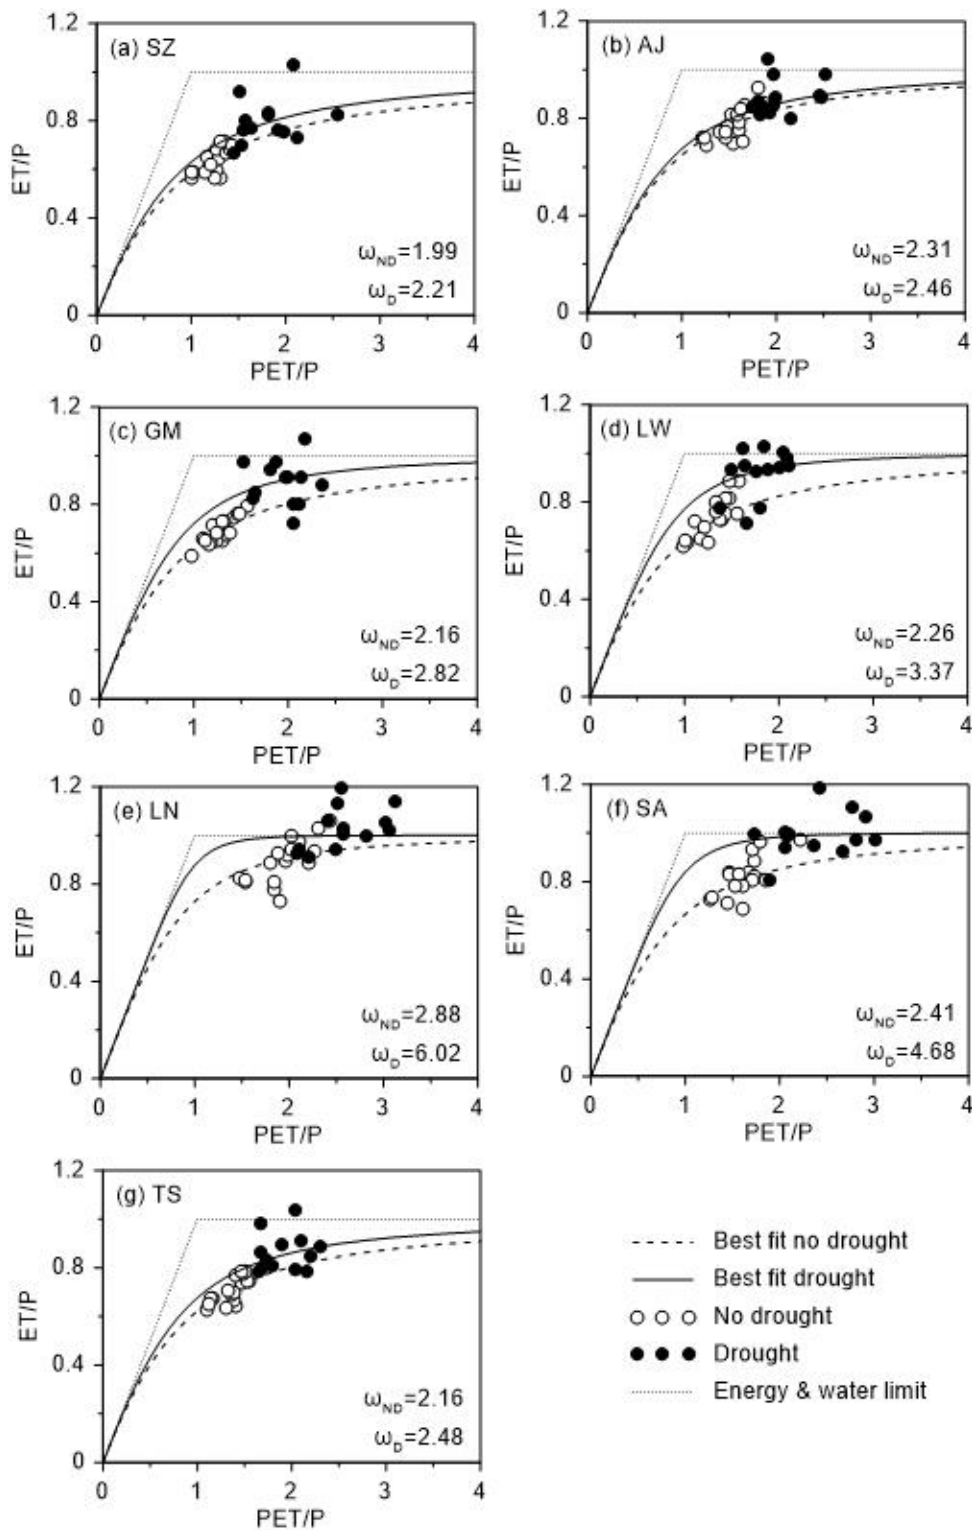 1.2
(a) SZ
0.8
ET/P
0.4
ω_ND=1.99
ω_D=2.21
0
0 1 2 3 4
PET/P
1.2
(b) AJ
0.8
ET/P
0.4
ω_ND=2.31
ω_D=2.46
0
0 1 2 3 4
PET/P
1.2
(c) GM
0.8
ET/P
0.4
ω_ND=2.16
ω_D=2.82
0
0 1 2 3 4
PET/P
1.2
(d) LW
0.8
ET/P
0.4
ω_ND=2.26
ω_D=3.37
0
0 1 2 3 4
PET/P
1.2
(e) LN
0.8
ET/P
0.4
ω_ND=2.88
ω_D=6.02
0
0 1 2 3 4
PET/P
1.2
(f) SA
0.8
ET/P
0.4
ω_ND=2.41
ω_D=4.68
0
0 1 2 3 4
PET/P
1.2
(g) TS
0.8
ET/P
0.4
ω_ND=2.16
ω_D=2.48
0
0 1 2 3 4
PET/P
Best fit no drought
Best fit drought
No drought
Drought
Energy & water limit